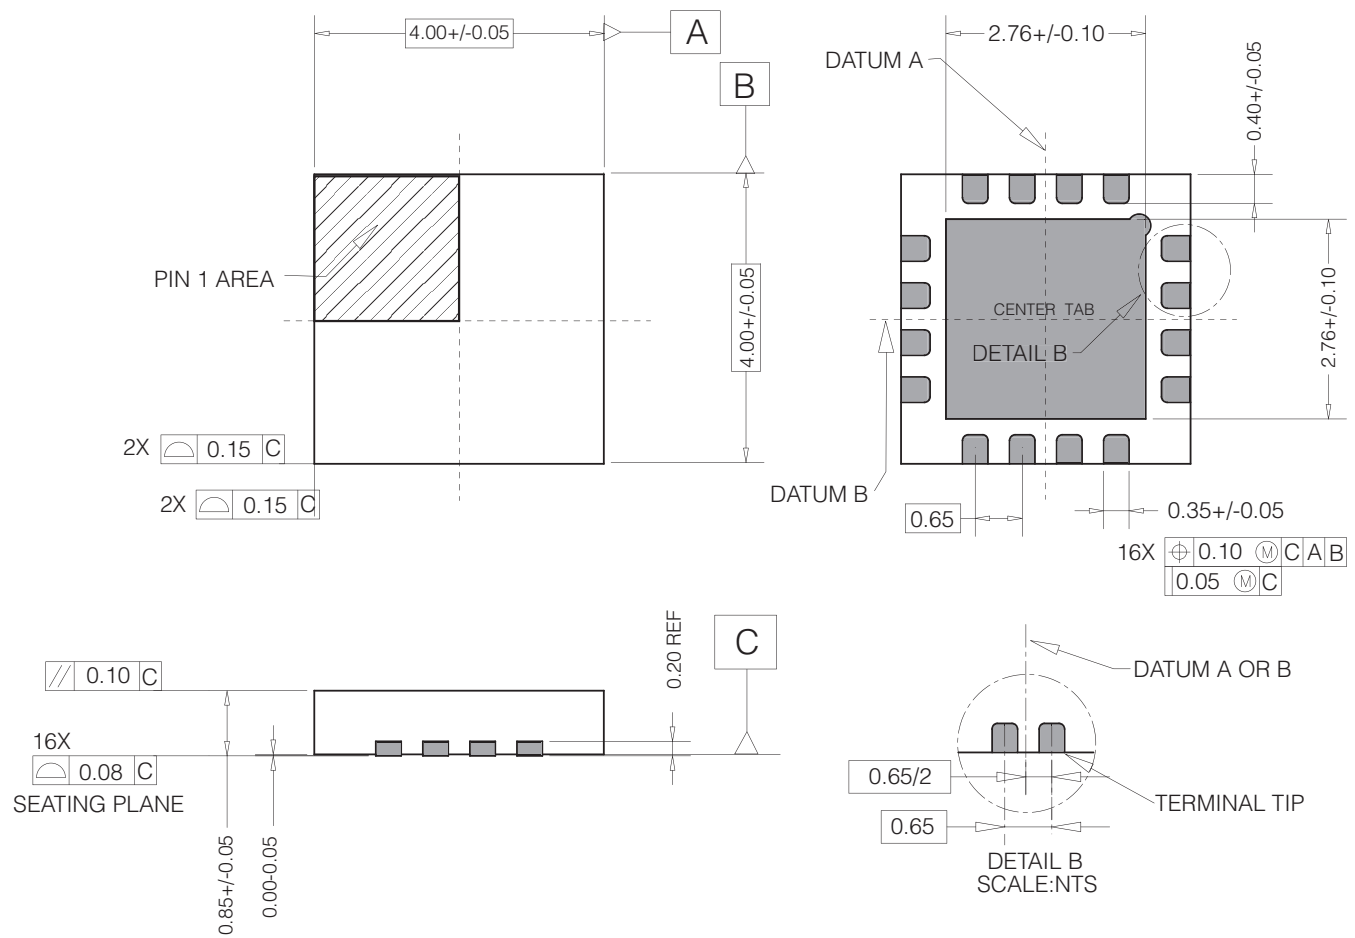 4.00+/-0.05
A
B
PIN 1 AREA
4.00+/-0.05
2X 0.15 C
2X 0.15 C
2.76+/-0.10
DATUM A
0.40+/-0.05
CENTER TAB
DETAIL B
2.76+/-0.10
DATUM B
0.65
0.35+/-0.05
16X ⌖ 0.10 Ⓜ C A B
0.05 Ⓜ C
// 0.10 C
16X
0.08 C
SEATING PLANE
0.85+/-0.05
0.00-0.05
0.20 REF
C
DATUM A OR B
0.65/2
TERMINAL TIP
0.65
DETAIL B
SCALE:NTS